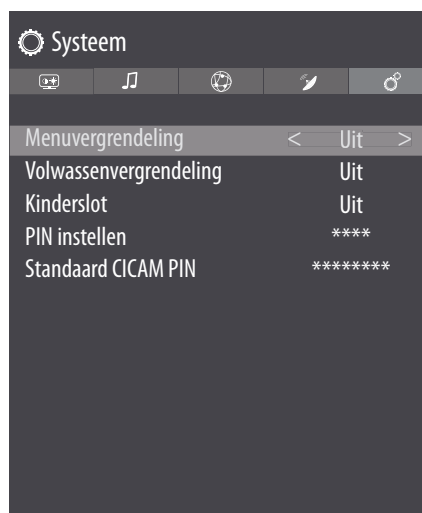 Systeem
Menuvergrendeling < Uit >
Volwassenvergrendeling Uit
Kinderslot Uit
PIN instellen ****
Standaard CICAM PIN ********